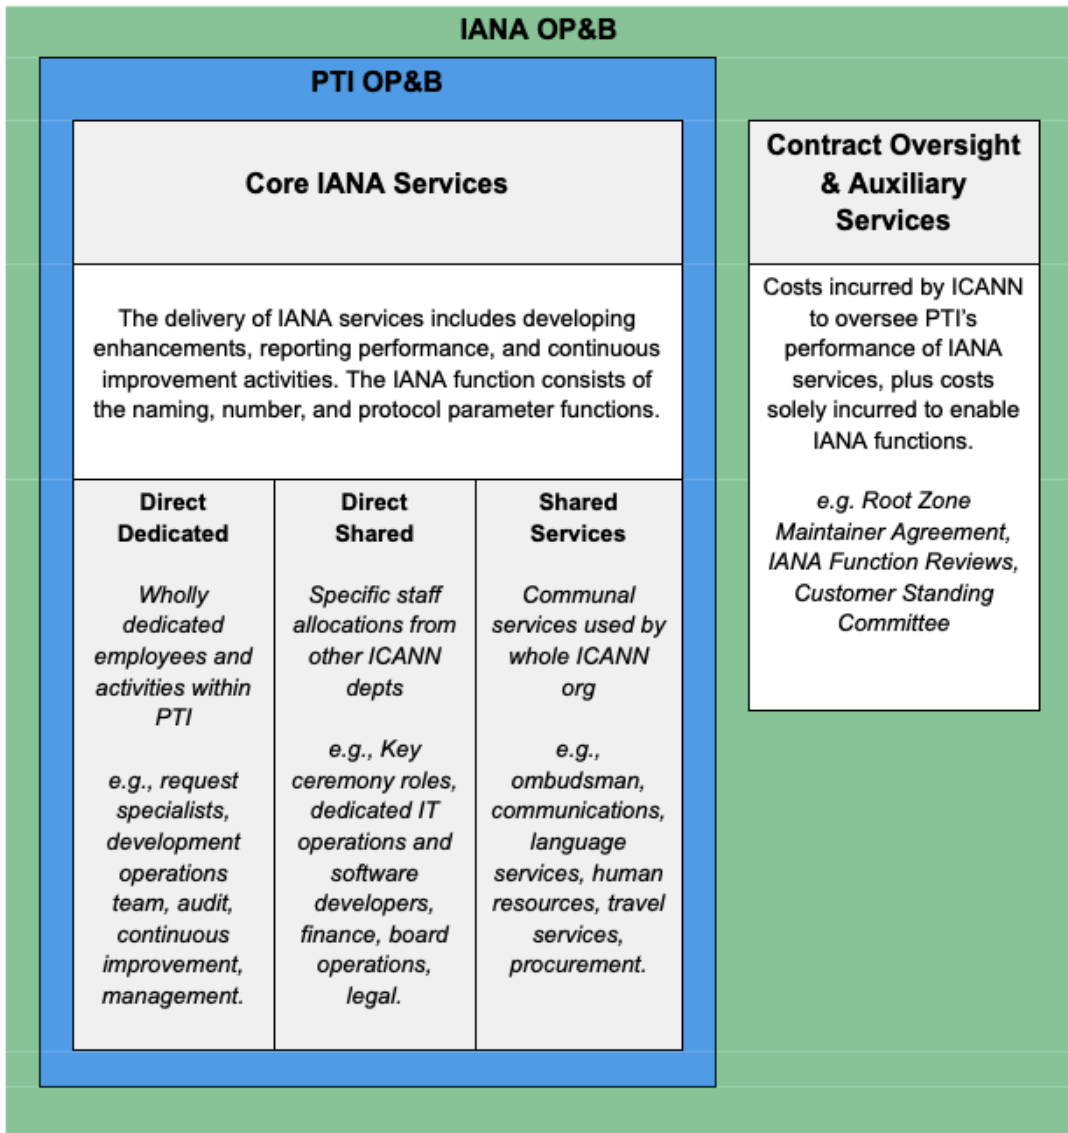 IANA OP&B
PTI OP&B
Core IANA Services
The delivery of IANA services includes developing
enhancements, reporting performance, and continuous
improvement activities. The IANA function consists of
the naming, number, and protocol parameter functions.
Direct
Dedicated
Wholly
dedicated
employees and
activities within
PTI
e.g., request
specialists,
development
operations
team, audit,
continuous
improvement,
management.
Direct
Shared
Specific staff
allocations from
other ICANN
depts
e.g., Key
ceremony roles,
dedicated IT
operations and
software
developers,
finance, board
operations,
legal.
Shared
Services
Communal
services used by
whole ICANN
org
e.g.,
ombudsman,
communications,
language
services, human
resources, travel
services,
procurement.
Contract Oversight
& Auxiliary
Services
Costs incurred by ICANN
to oversee PTI’s
performance of IANA
services, plus costs
solely incurred to enable
IANA functions.
e.g. Root Zone
Maintainer Agreement,
IANA Function Reviews,
Customer Standing
Committee